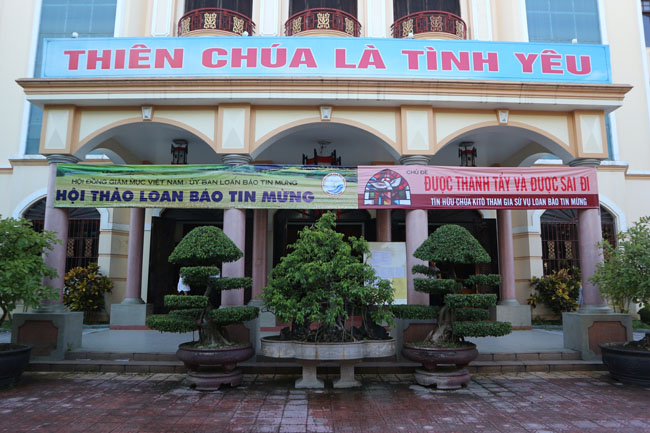 THIÊN CHÚA LÀ TÌNH YÊU
HỘI ĐỒNG GIÁM MỤC VIỆT NAM - ỦY BAN LOAN BÁO TIN MỪNG
HỘI THẢO LOAN BÁO TIN MỪNG
CHỦ ĐỀ:
ĐƯỢC THÁNH TẨY VÀ ĐƯỢC SAI ĐI
TÍN HỮU CHÚA KITÔ THAM GIA SỨ VỤ LOAN BÁO TIN MỪNG